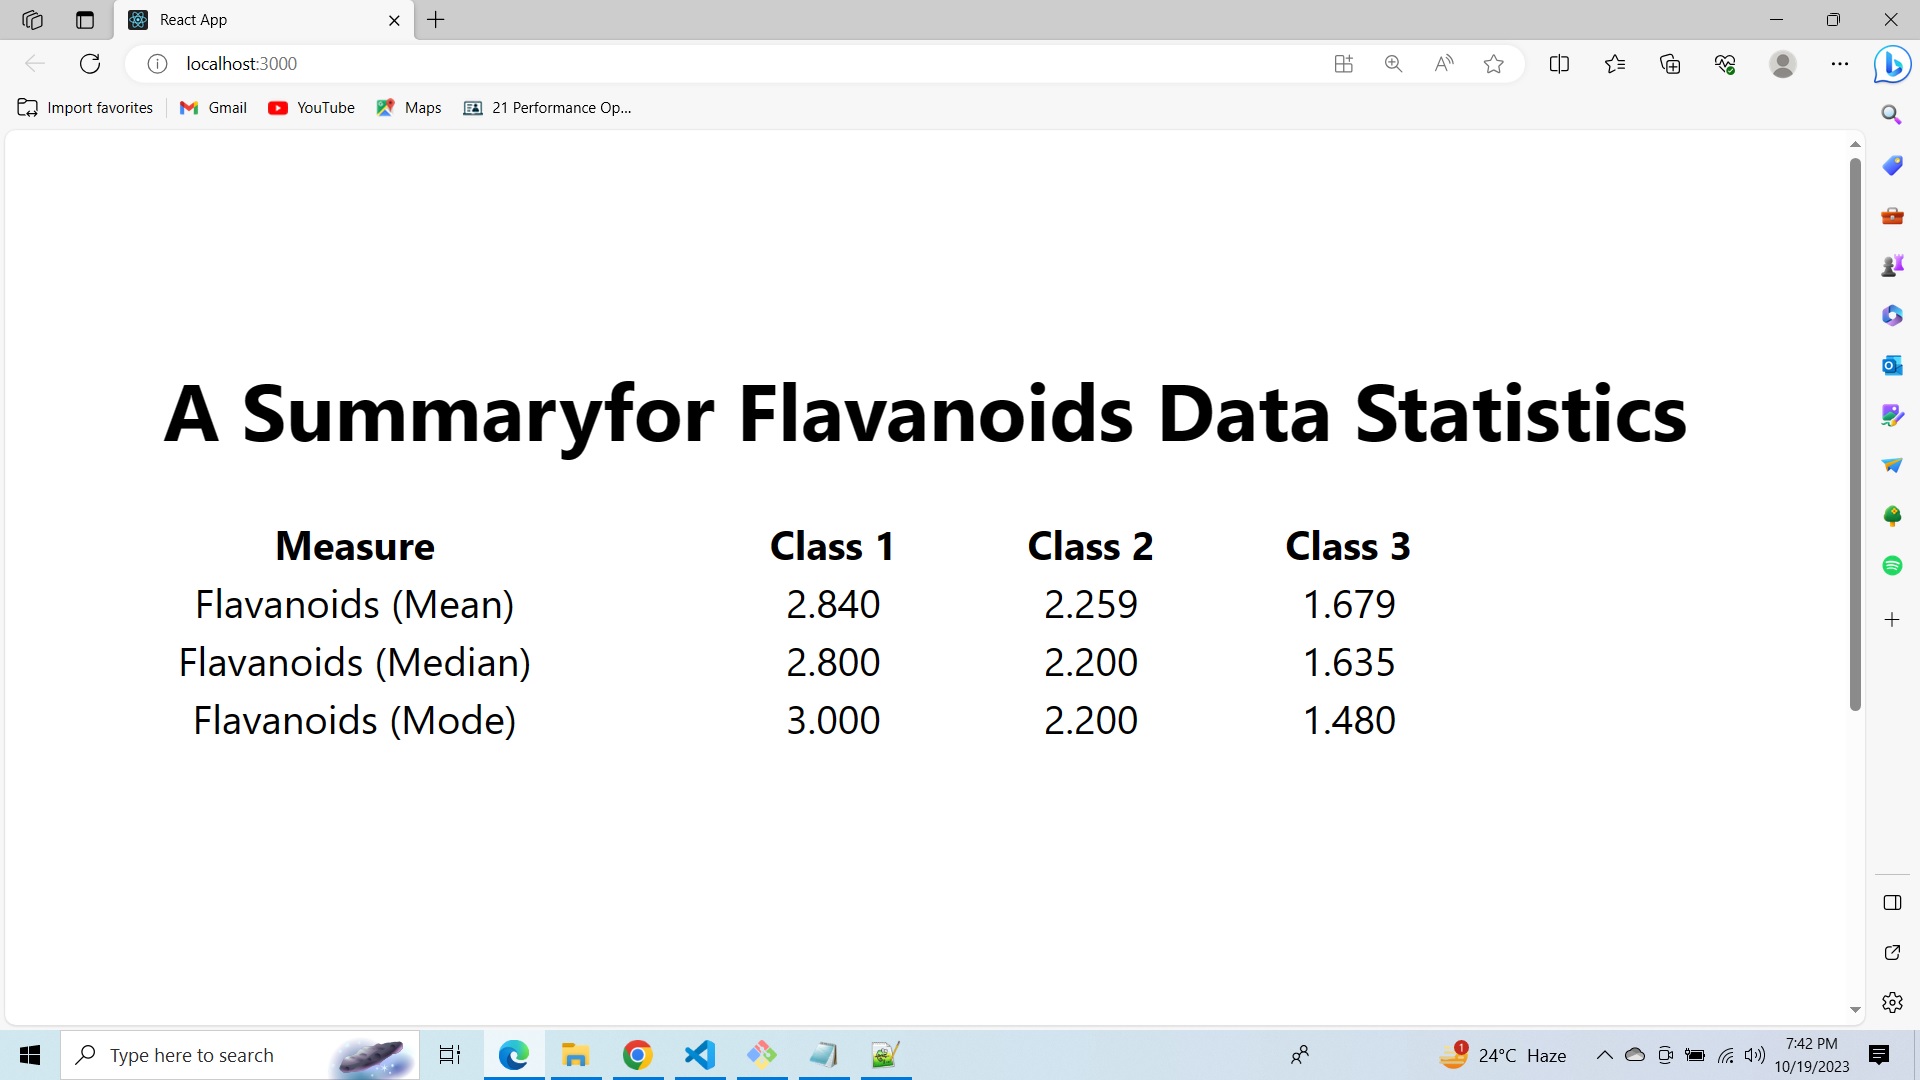 React App
localhost:3000
Import favorites Gmail YouTube Maps 21 Performance Op...
A Summaryfor Flavanoids Data Statistics
Measure Class 1 Class 2 Class 3
Flavanoids (Mean) 2.840 2.259 1.679
Flavanoids (Median) 2.800 2.200 1.635
Flavanoids (Mode) 3.000 2.200 1.480
Type here to search 1 24°C Haze 7:42 PM
10/19/2023